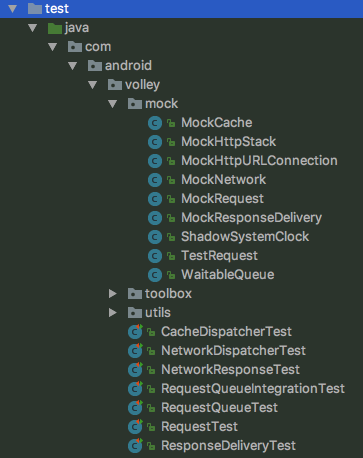 test
java
com
android
volley
mock
MockCache
MockHttpStack
MockHttpURLConnection
MockNetwork
MockRequest
MockResponseDelivery
ShadowSystemClock
TestRequest
WaitableQueue
toolbox
utils
CacheDispatcherTest
NetworkDispatcherTest
NetworkResponseTest
RequestQueueIntegrationTest
RequestQueueTest
RequestTest
ResponseDeliveryTest